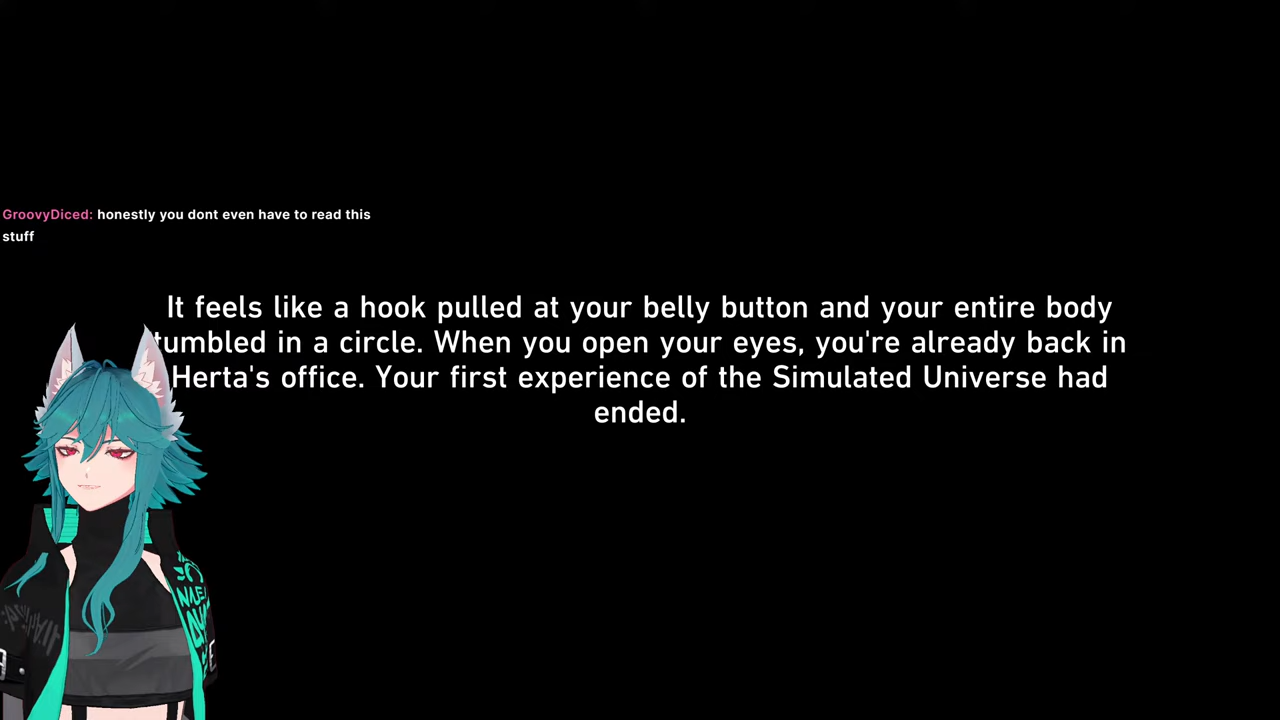 GroovyDiced: honestly you dont even have to read this
stuff
It feels like a hook pulled at your belly button and your entire body
tumbled in a circle. When you open your eyes, you're already back in
Herta's office. Your first experience of the Simulated Universe had
ended.